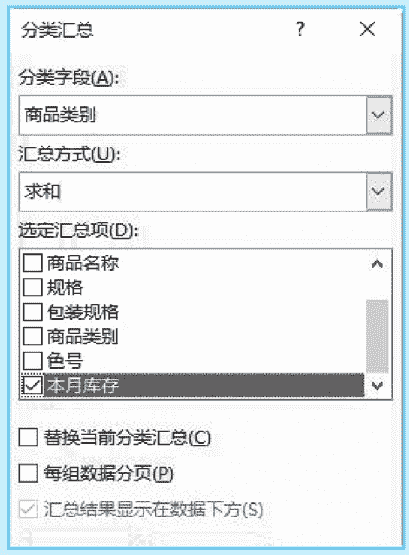 分类汇总 ? ×
分类字段(A):
商品类别
汇总方式(U):
求和
选定汇总项(D):
商品名称
规格
包装规格
商品类别
色号
本月库存
替换当前分类汇总(C)
每组数据分页(P)
汇总结果显示在数据下方(S)